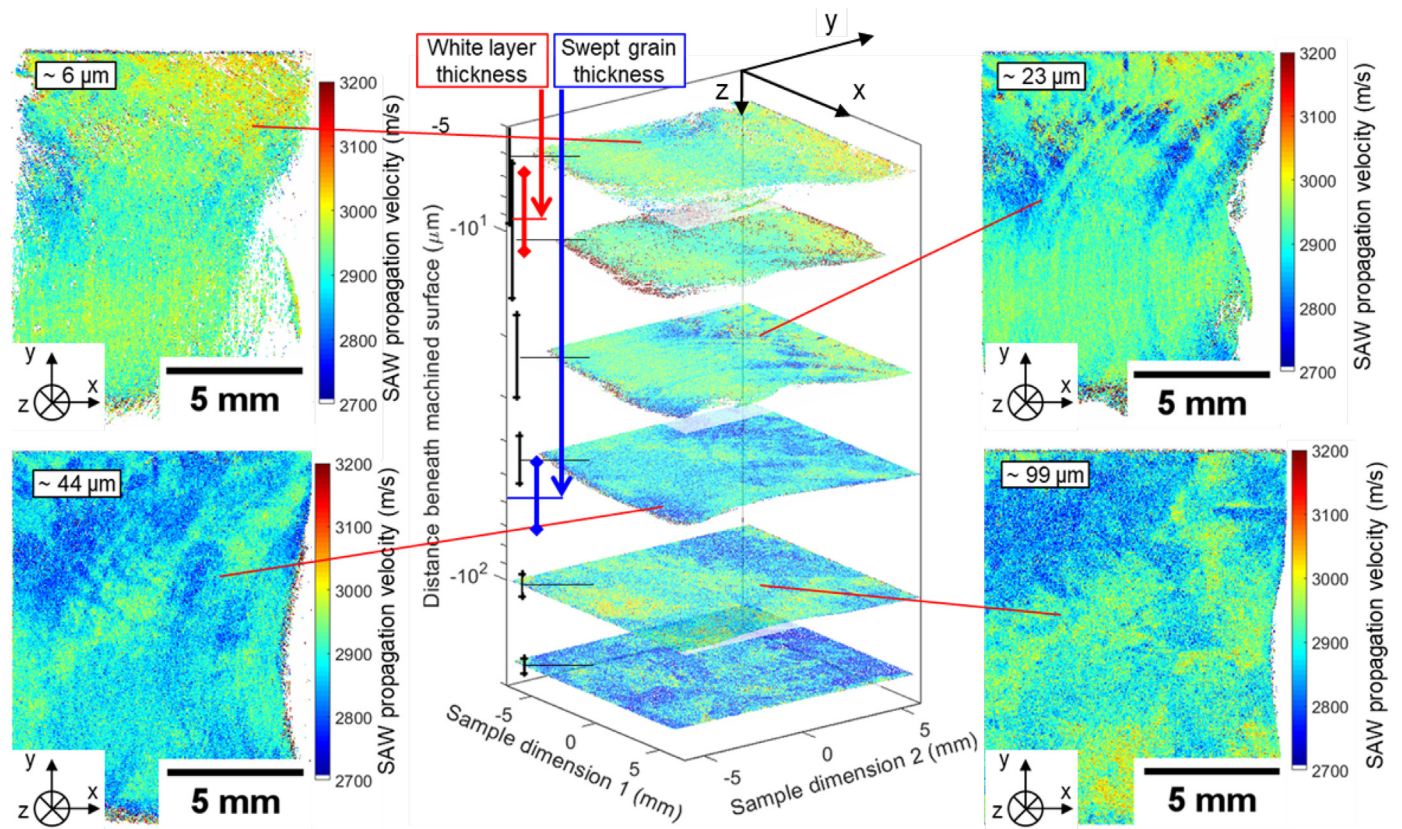 ~ 6 µm
3200
3100
3000
2900
2800
2700
SAW propagation velocity (m/s)
y
x
z
5 mm
White layer
thickness
Swept grain
thickness
y
z
x
-5
-10¹
-10²
Distance beneath machined surface (µm)
-5
0
5
Sample dimension 1 (mm)
-5
0
5
Sample dimension 2 (mm)
~ 23 µm
3200
3100
3000
2900
2800
2700
SAW propagation velocity (m/s)
y
x
z
5 mm
~ 44 µm
3200
3100
3000
2900
2800
2700
SAW propagation velocity (m/s)
y
x
z
5 mm
~ 99 µm
3200
3100
3000
2900
2800
2700
SAW propagation velocity (m/s)
y
x
z
5 mm